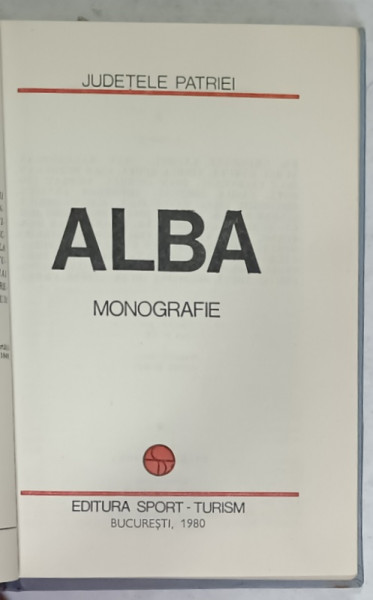 JUDEȚELE PATRIEI
ALBA
MONOGRAFIE
EDITURA SPORT - TURISM
BUCUREȘTI, 1980